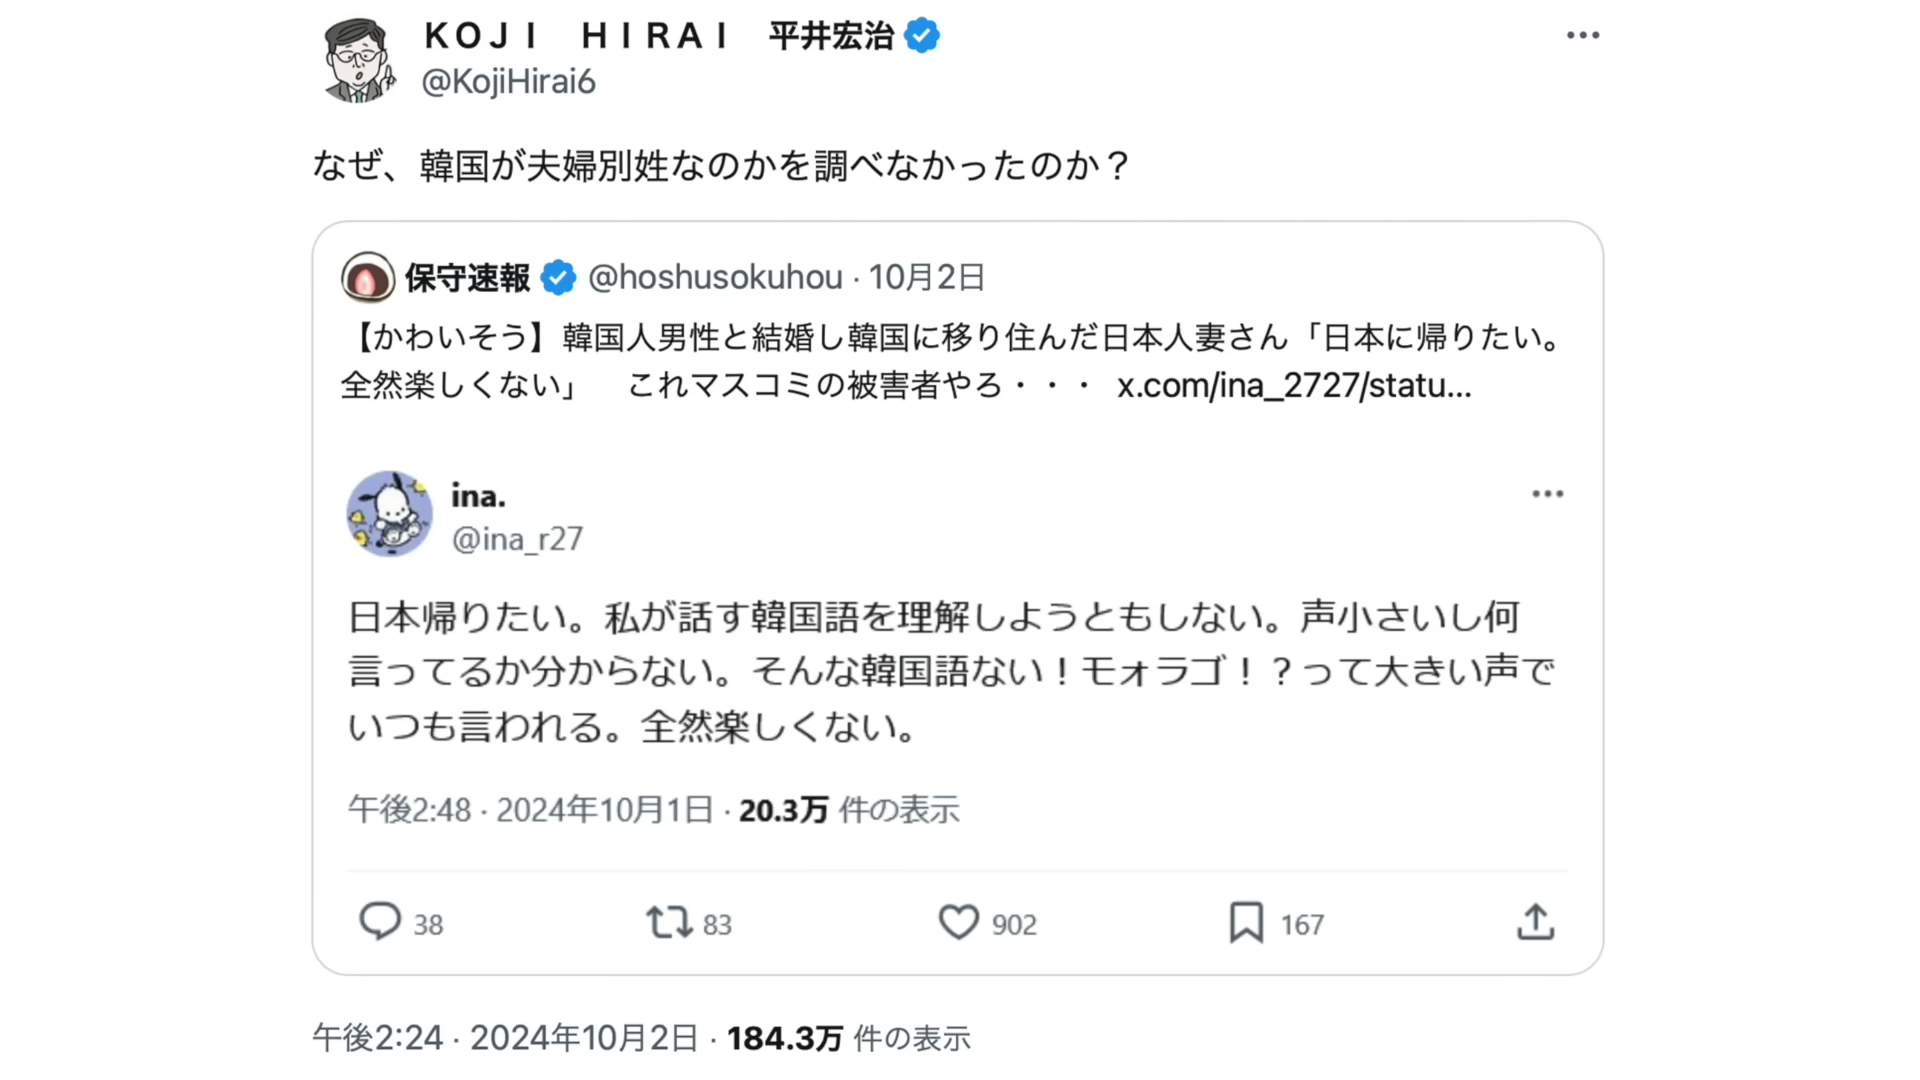 ＫＯＪＩ　ＨＩＲＡＩ　平井宏治
@KojiHirai6
なぜ、韓国が夫婦別姓なのかを調べなかったのか？
保守速報 @hoshusokuhou · 10月2日
【かわいそう】韓国人男性と結婚し韓国に移り住んだ日本人妻さん「日本に帰りたい。
全然楽しくない」　これマスコミの被害者やろ・・・ x.com/ina_2727/statu…
ina.
@ina_r27
日本帰りたい。私が話す韓国語を理解しようともしない。声小さいし何
言ってるか分からない。そんな韓国語ない！モォラゴ！？って大きい声で
いつも言われる。全然楽しくない。
午後2:48 · 2024年10月1日 · 20.3万 件の表示
38 83 902 167
午後2:24 · 2024年10月2日 · 184.3万 件の表示